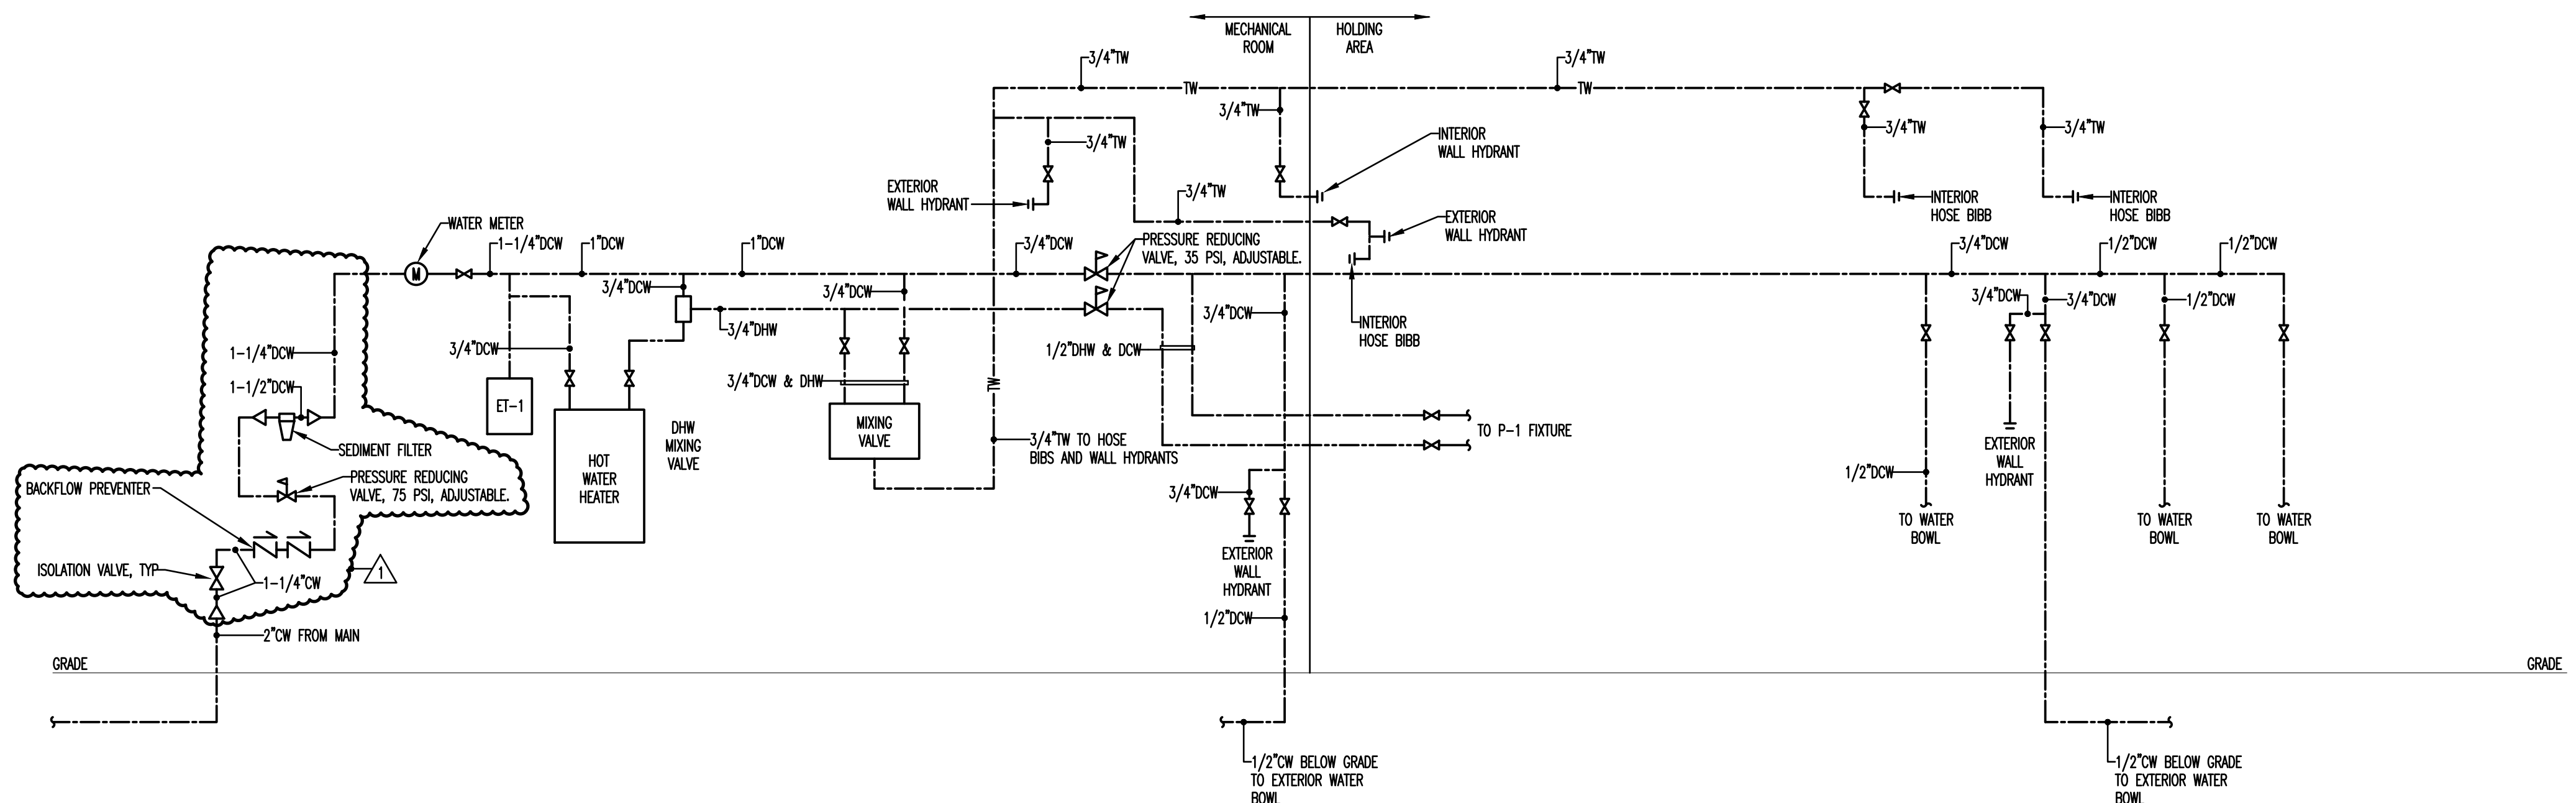 MECHANICAL
ROOM
HOLDING
AREA
3/4"TW
3/4"TW
TW
TW
3/4"TW
3/4"TW
3/4"TW
3/4"TW
INTERIOR
WALL HYDRANT
EXTERIOR
WALL HYDRANT
3/4"TW
INTERIOR
HOSE BIBB
INTERIOR
HOSE BIBB
WATER METER
EXTERIOR
WALL HYDRANT
1-1/4"DCW
1"DCW
1"DCW
3/4"DCW
PRESSURE REDUCING
VALVE, 35 PSI, ADJUSTABLE.
3/4"DCW
1/2"DCW
1/2"DCW
M
3/4"DCW
3/4"DCW
3/4"DCW
3/4"DCW
3/4"DCW
1/2"DCW
3/4"DHW
INTERIOR
HOSE BIBB
1-1/4"DCW
3/4"DCW
1/2"DHW & DCW
1-1/2"DCW
3/4"DCW & DHW
ET-1
MIXING
VALVE
DHW
MIXING
VALVE
TO P-1 FIXTURE
SEDIMENT FILTER
3/4"TW TO HOSE
BIBS AND WALL HYDRANTS
EXTERIOR
WALL
HYDRANT
HOT
WATER
HEATER
1/2"DCW
PRESSURE REDUCING
VALVE, 75 PSI, ADJUSTABLE.
BACKFLOW PREVENTER
3/4"DCW
TO WATER
BOWL
TO WATER
BOWL
TO WATER
BOWL
EXTERIOR
WALL
HYDRANT
ISOLATION VALVE, TYP
1
1-1/4"CW
1/2"DCW
2"CW FROM MAIN
GRADE
GRADE
1/2"CW BELOW GRADE
TO EXTERIOR WATER
BOWL
1/2"CW BELOW GRADE
TO EXTERIOR WATER
BOWL